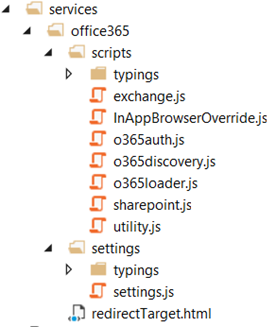 services
office365
scripts
typings
exchange.js
InAppBrowserOverride.js
o365auth.js
o365discovery.js
o365loader.js
sharepoint.js
utility.js
settings
typings
settings.js
redirectTarget.html